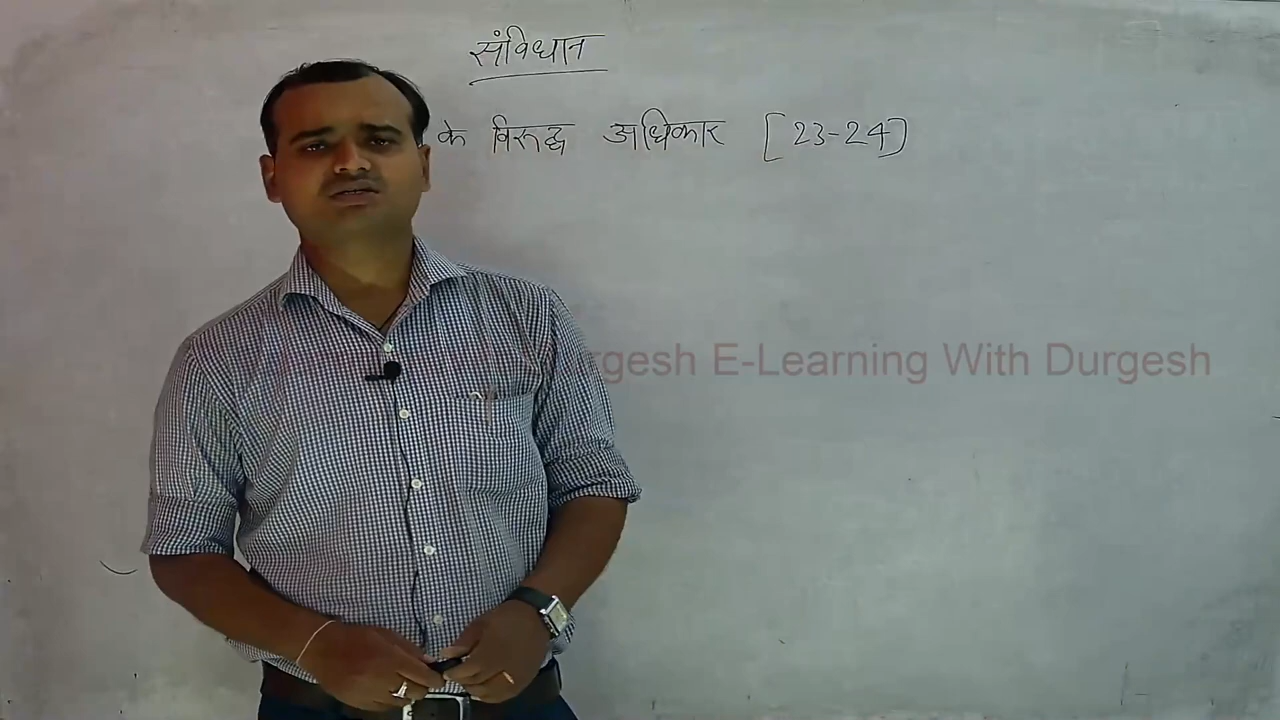 संविधान
के विरूद्ध अधिकार [23-24]
rgesh E-Learning With Durgesh